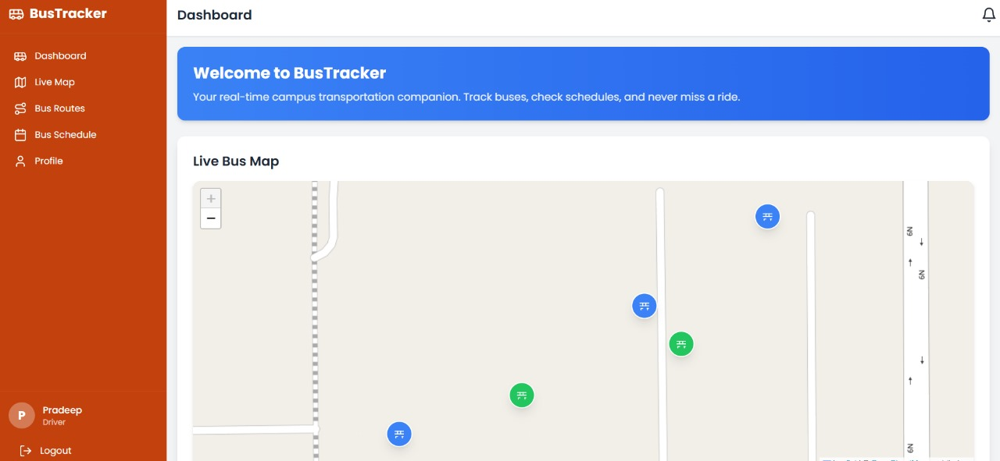 BusTracker
Dashboard
Live Map
Bus Routes
Bus Schedule
Profile
P
Pradeep
Driver
Logout
Dashboard
Welcome to BusTracker
Your real-time campus transportation companion. Track buses, check schedules, and never miss a ride.
Live Bus Map
+
−
N9
N9
N9